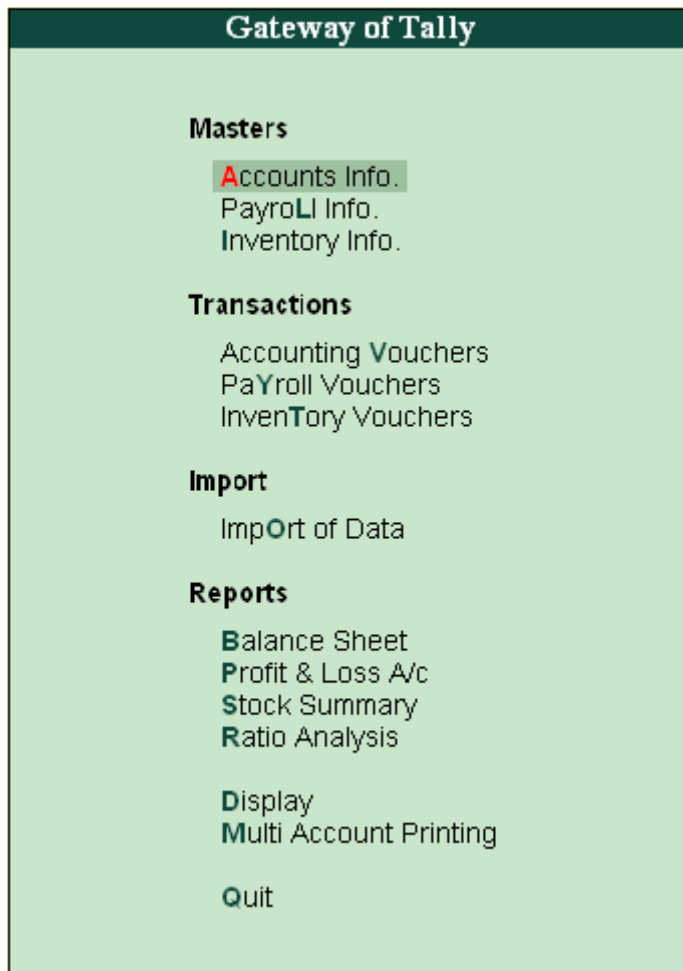 Gateway of Tally
Masters
Accounts Info.
PayroLl Info.
Inventory Info.
Transactions
Accounting Vouchers
PaYroll Vouchers
InvenTory Vouchers
Import
ImpOrt of Data
Reports
Balance Sheet
Profit & Loss A/c
Stock Summary
Ratio Analysis
Display
Multi Account Printing
Quit